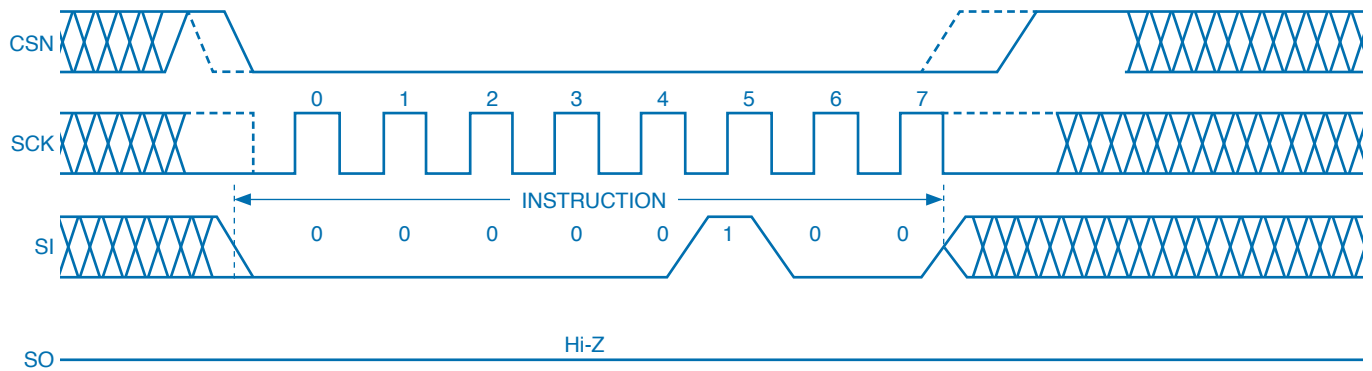 CSN
0 1 2 3 4 5 6 7
SCK
INSTRUCTION
SI 0 0 0 0 0 1 0 0
Hi-Z
SO